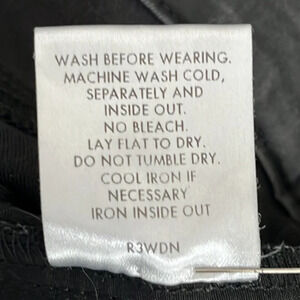 WASH BEFORE WEARING.
MACHINE WASH COLD,
SEPARATELY AND
INSIDE OUT.
NO BLEACH.
LAY FLAT TO DRY.
DO NOT TUMBLE DRY.
COOL IRON IF
NECESSARY
IRON INSIDE OUT
R3WDN